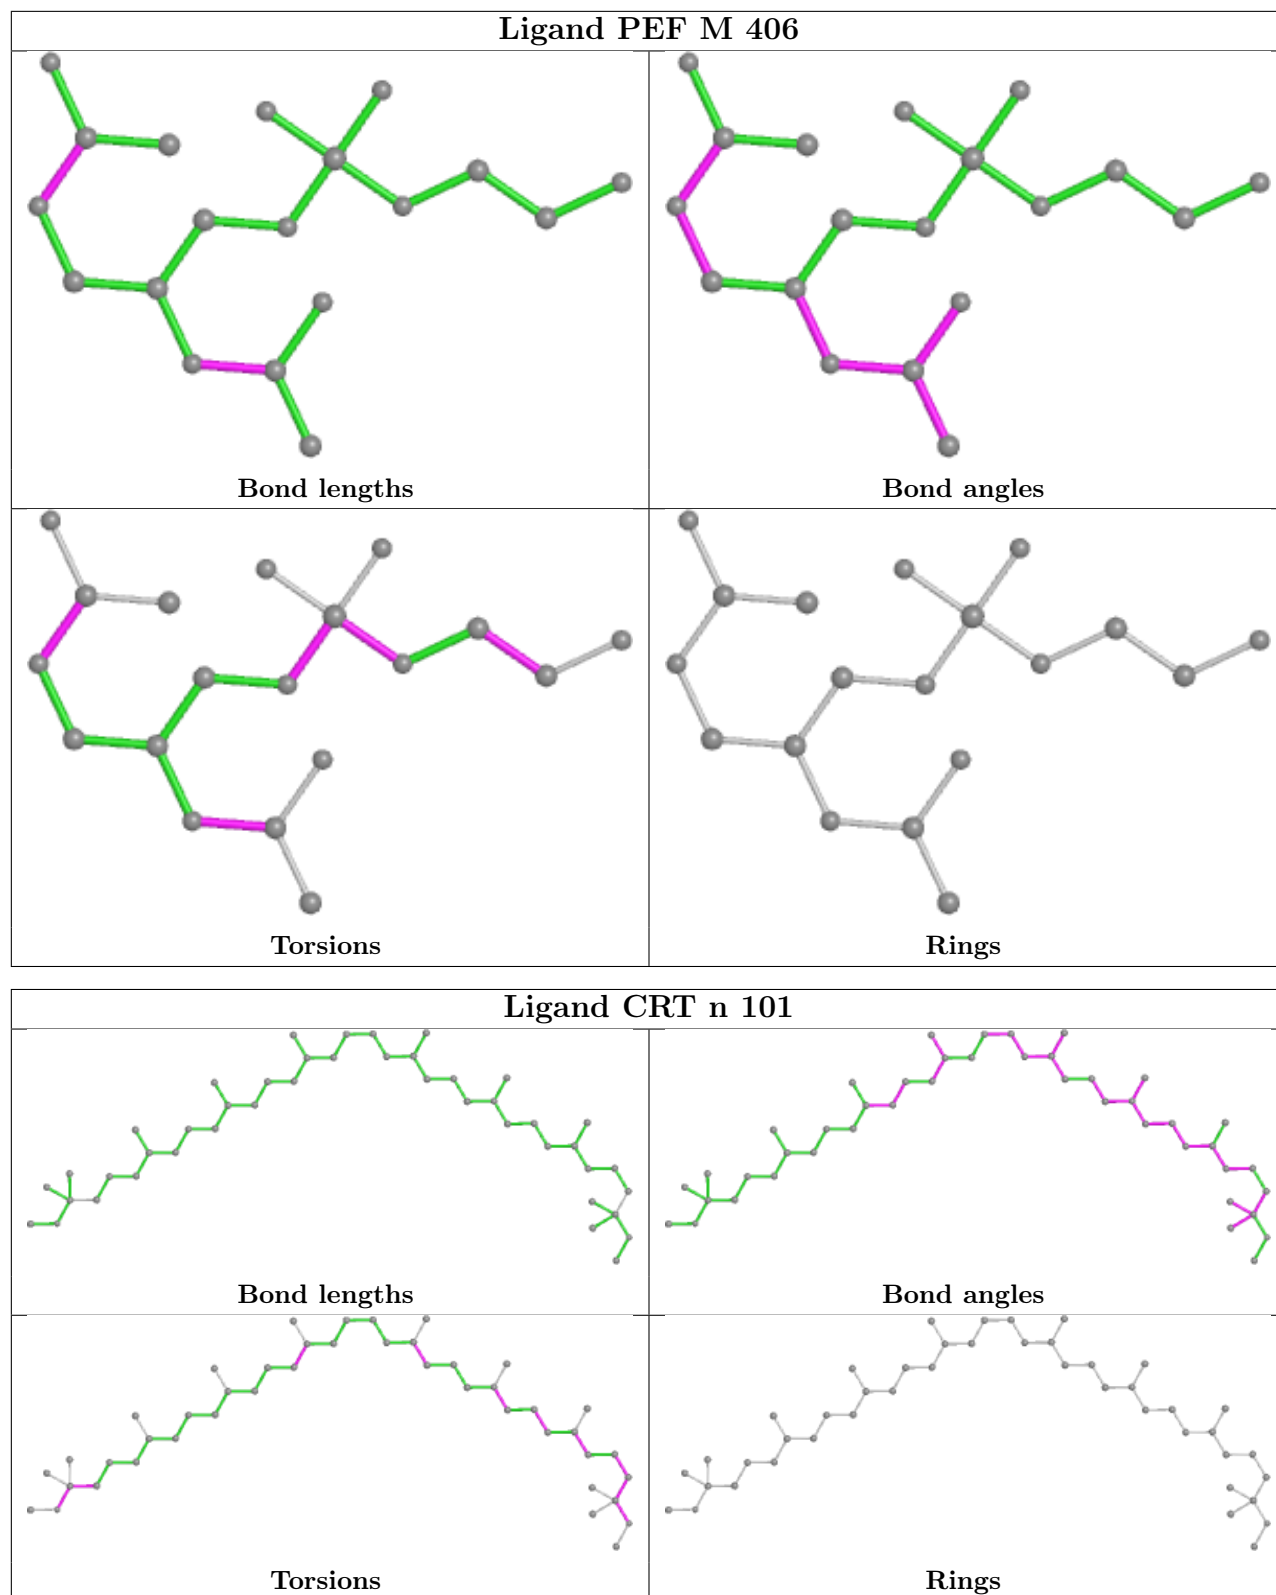 Ligand PEF M 406
Bond lengths
Bond angles
Torsions
Rings
Ligand CRT n 101
Bond lengths
Bond angles
Torsions
Rings